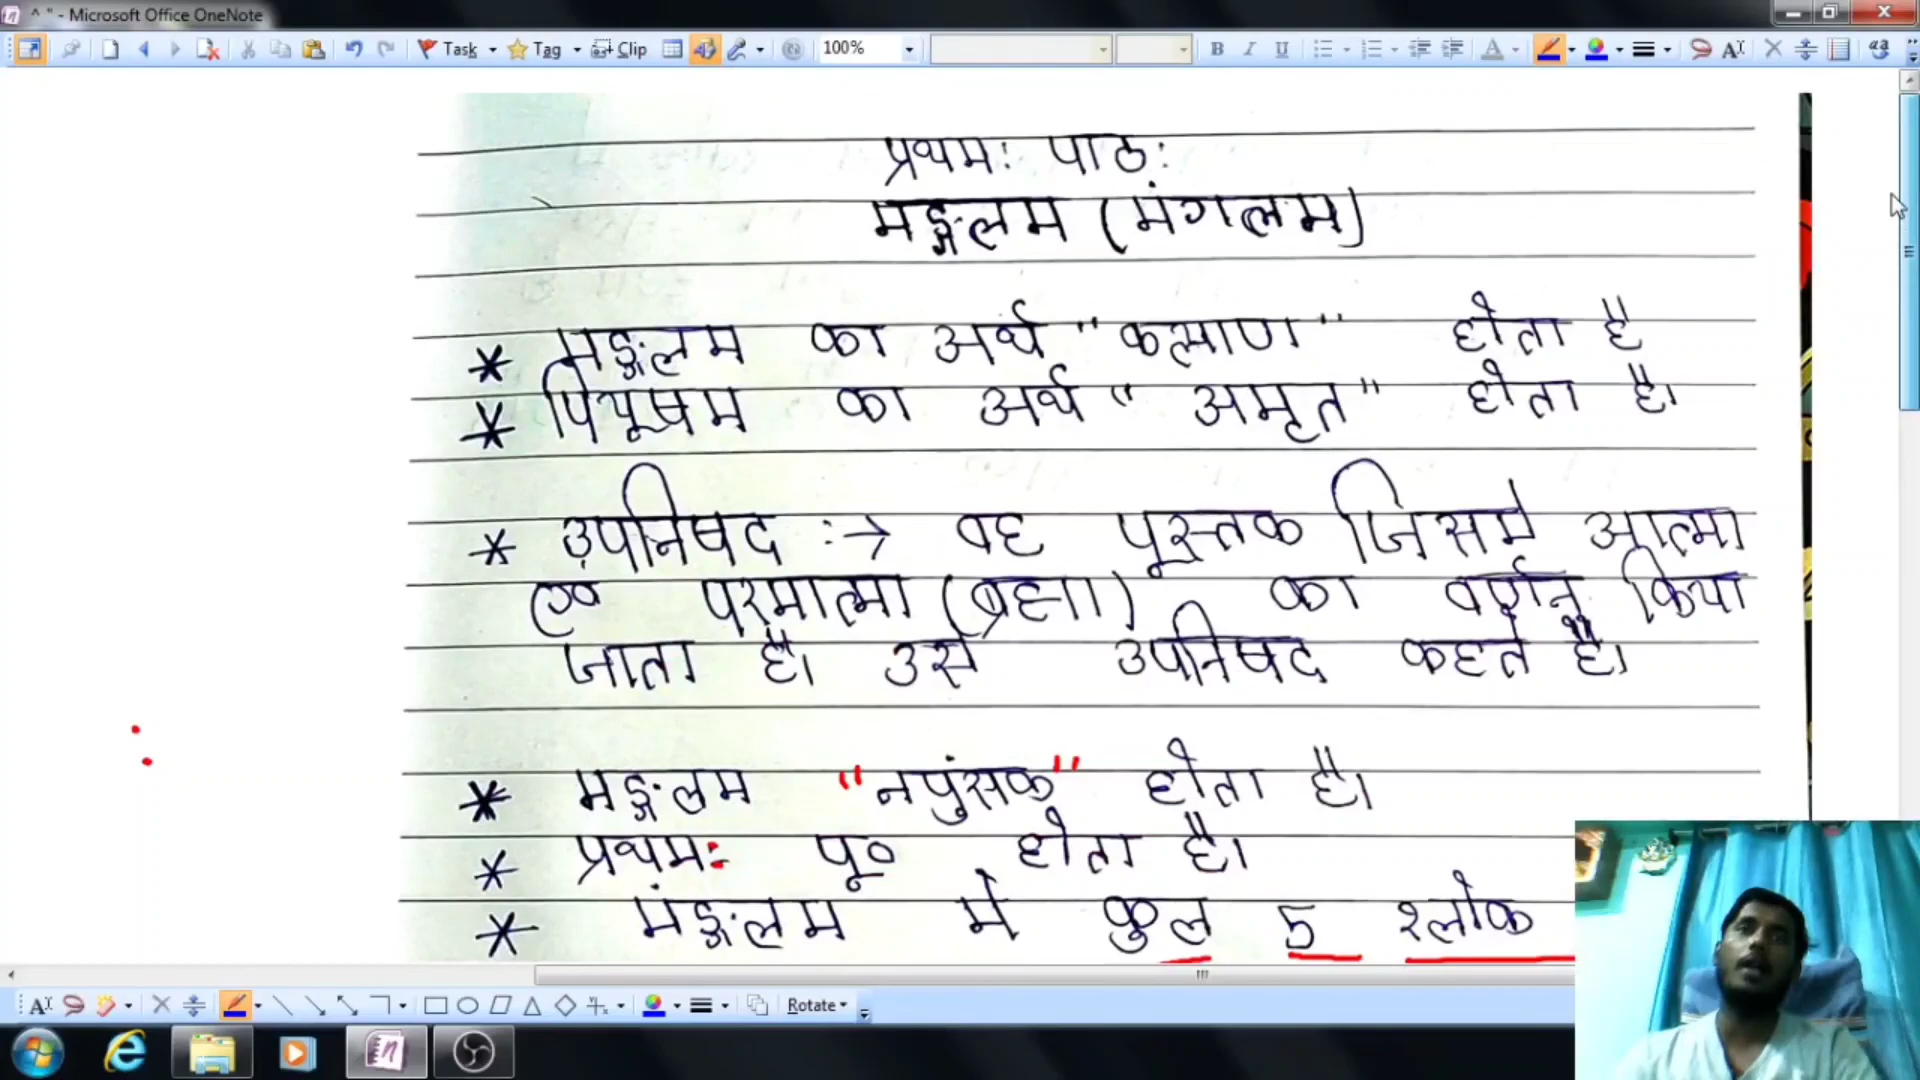 ^ " - Microsoft Office OneNote
Task Tag Clip 100% B I U
प्रथमः पाठः
मङ्गलम (मंगलम)
* मङ्गलम का अर्थ "कल्याण" होता है
* पियूषम का अर्थ " अमृत" होता है।
* उपनिषद :→ वह पूस्तक जिसमे आत्मा
एवं परमात्मा (ब्रह्मा) का वर्णन किया
जाता है। उसे उपनिषद कहते है।
* मङ्गलम "नपुंसक" होता है।
* प्रथमः पू० होता है।
* मंङ्गलम मे कुल 5 श्लोक
Rotate